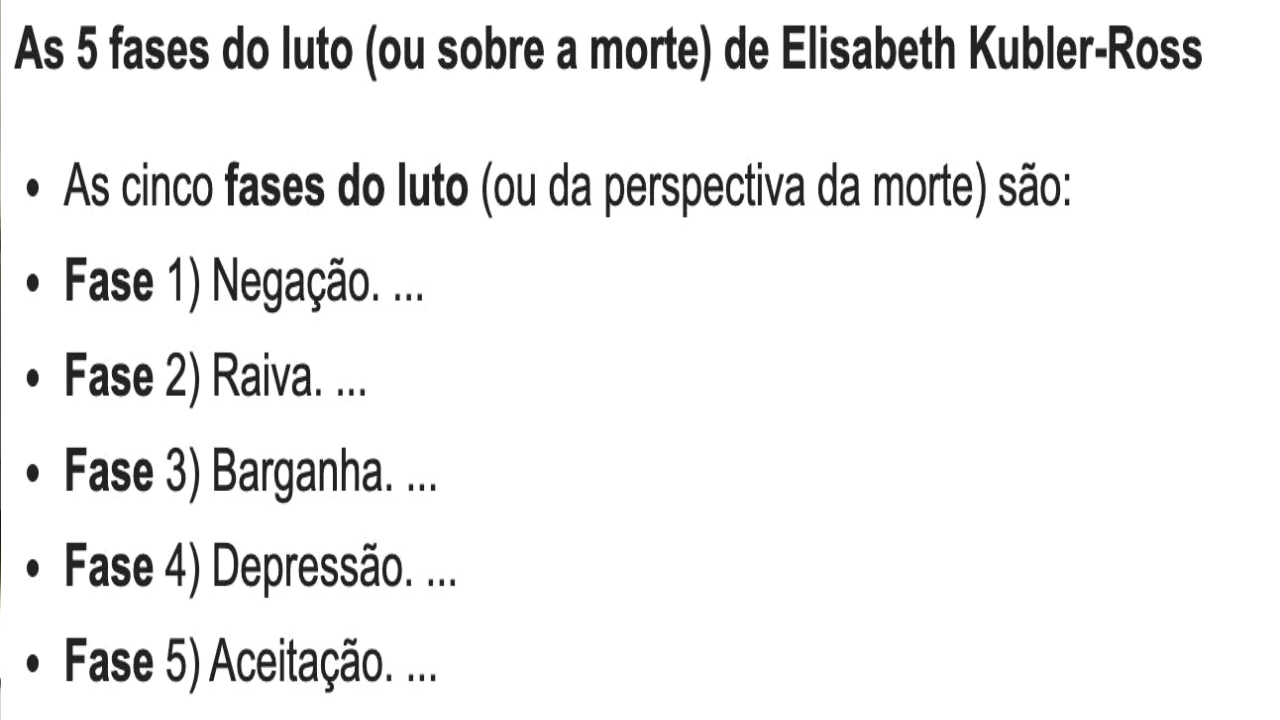 As 5 fases do luto (ou sobre a morte) de Elisabeth Kubler-Ross
• As cinco fases do luto (ou da perspectiva da morte) são:
• Fase 1) Negação. ...
• Fase 2) Raiva. ...
• Fase 3) Barganha. ...
• Fase 4) Depressão. ...
• Fase 5) Aceitação. ...